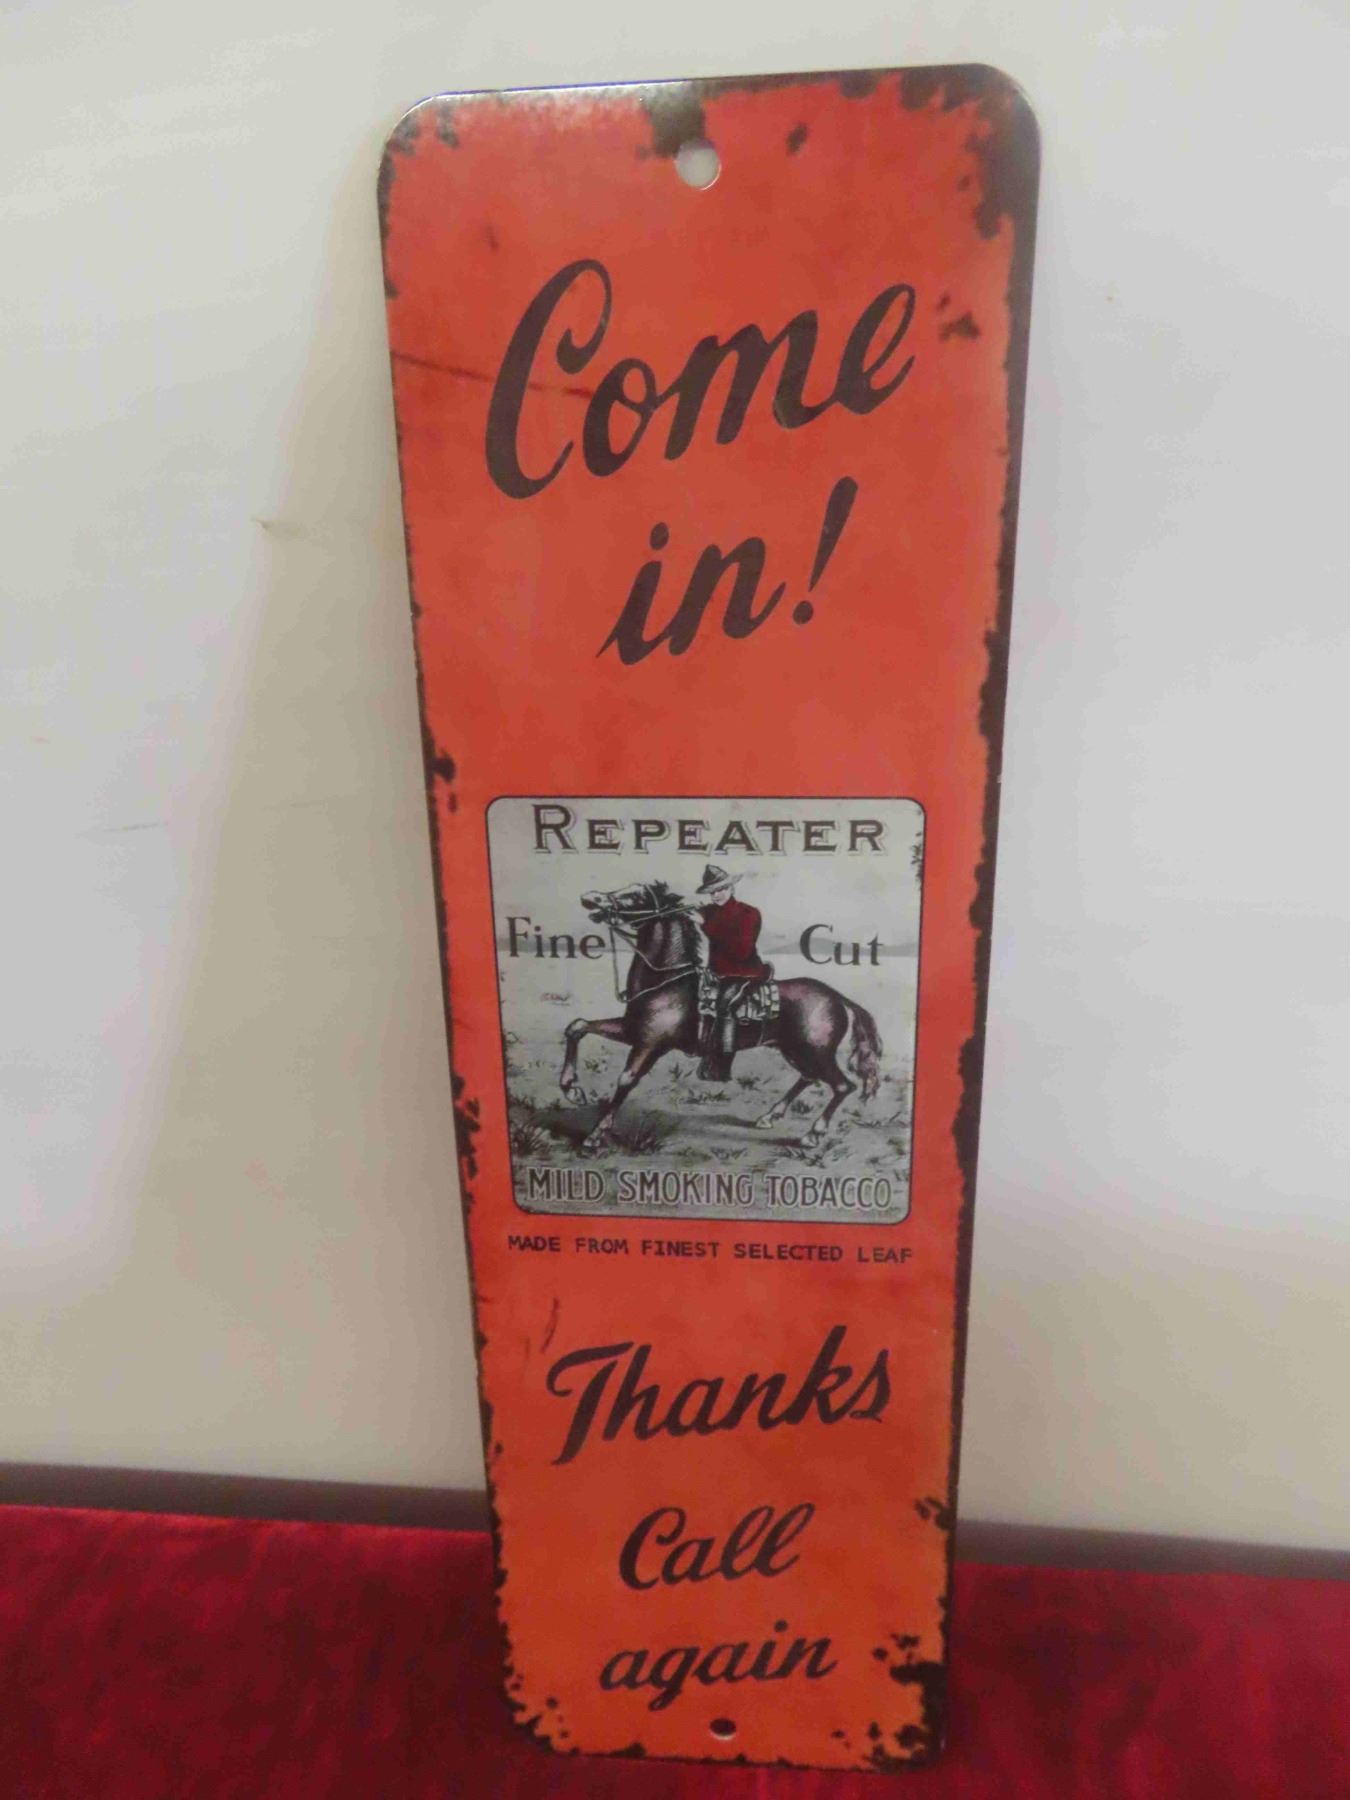 Come
in!
REPEATER
Fine Cut
MILD SMOKING TOBACCO
MADE FROM FINEST SELECTED LEAF
Thanks
Call
again